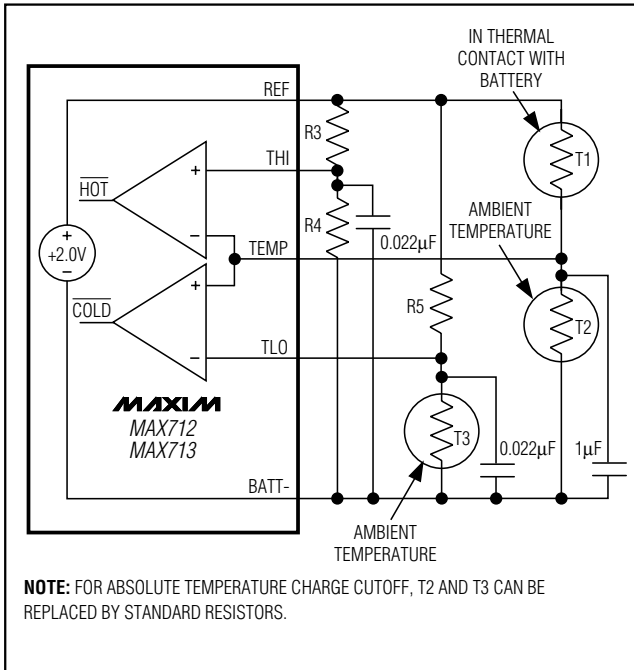 IN THERMAL
CONTACT WITH
BATTERY
REF
R3
T1
THI
HOT
+
−
R4
0.022µF
AMBIENT
TEMPERATURE
+
+2.0V
−
TEMP
COLD
+
−
R5
T2
TLO
MAXIM
MAX712
MAX713
T3
0.022µF
1µF
BATT-
AMBIENT
TEMPERATURE
NOTE: FOR ABSOLUTE TEMPERATURE CHARGE CUTOFF, T2 AND T3 CAN BE
REPLACED BY STANDARD RESISTORS.